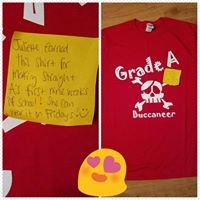 Juliette Earned
this shirt for
making straight
A's first nine weeks
of school! She can
wear it on Fridays!
Grade A
Buccaneer